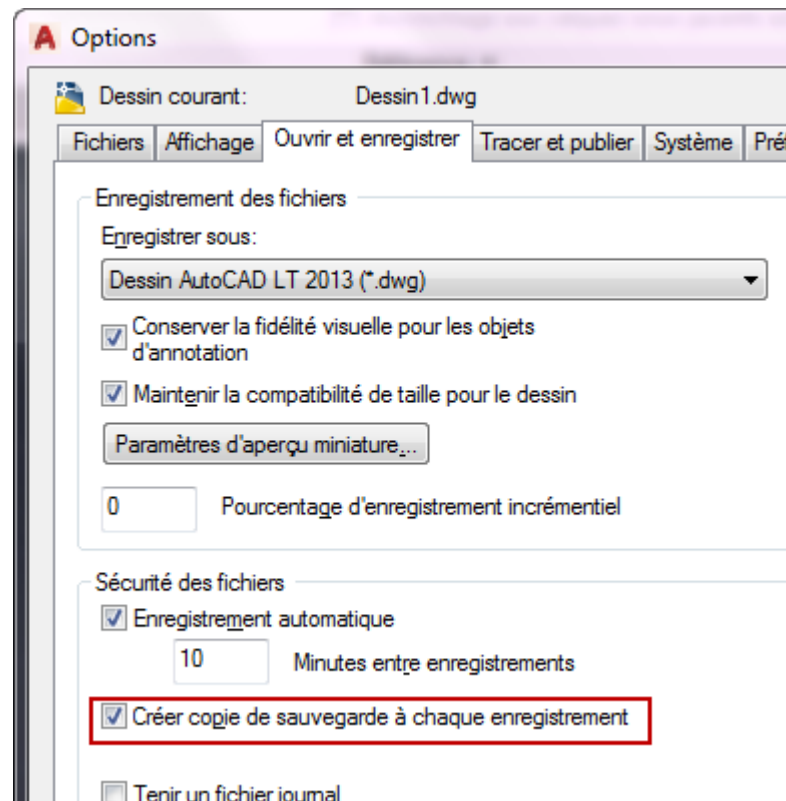 Options
Dessin courant: Dessin1.dwg
Fichiers Affichage Ouvrir et enregistrer Tracer et publier Système Préf
Enregistrement des fichiers
Enregistrer sous:
Dessin AutoCAD LT 2013 (*.dwg)
Conserver la fidélité visuelle pour les objets
d'annotation
Maintenir la compatibilité de taille pour le dessin
Paramètres d'aperçu miniature...
0 Pourcentage d'enregistrement incrémentiel
Sécurité des fichiers
Enregistrement automatique
10 Minutes entre enregistrements
Créer copie de sauvegarde à chaque enregistrement
Tenir un fichier journal